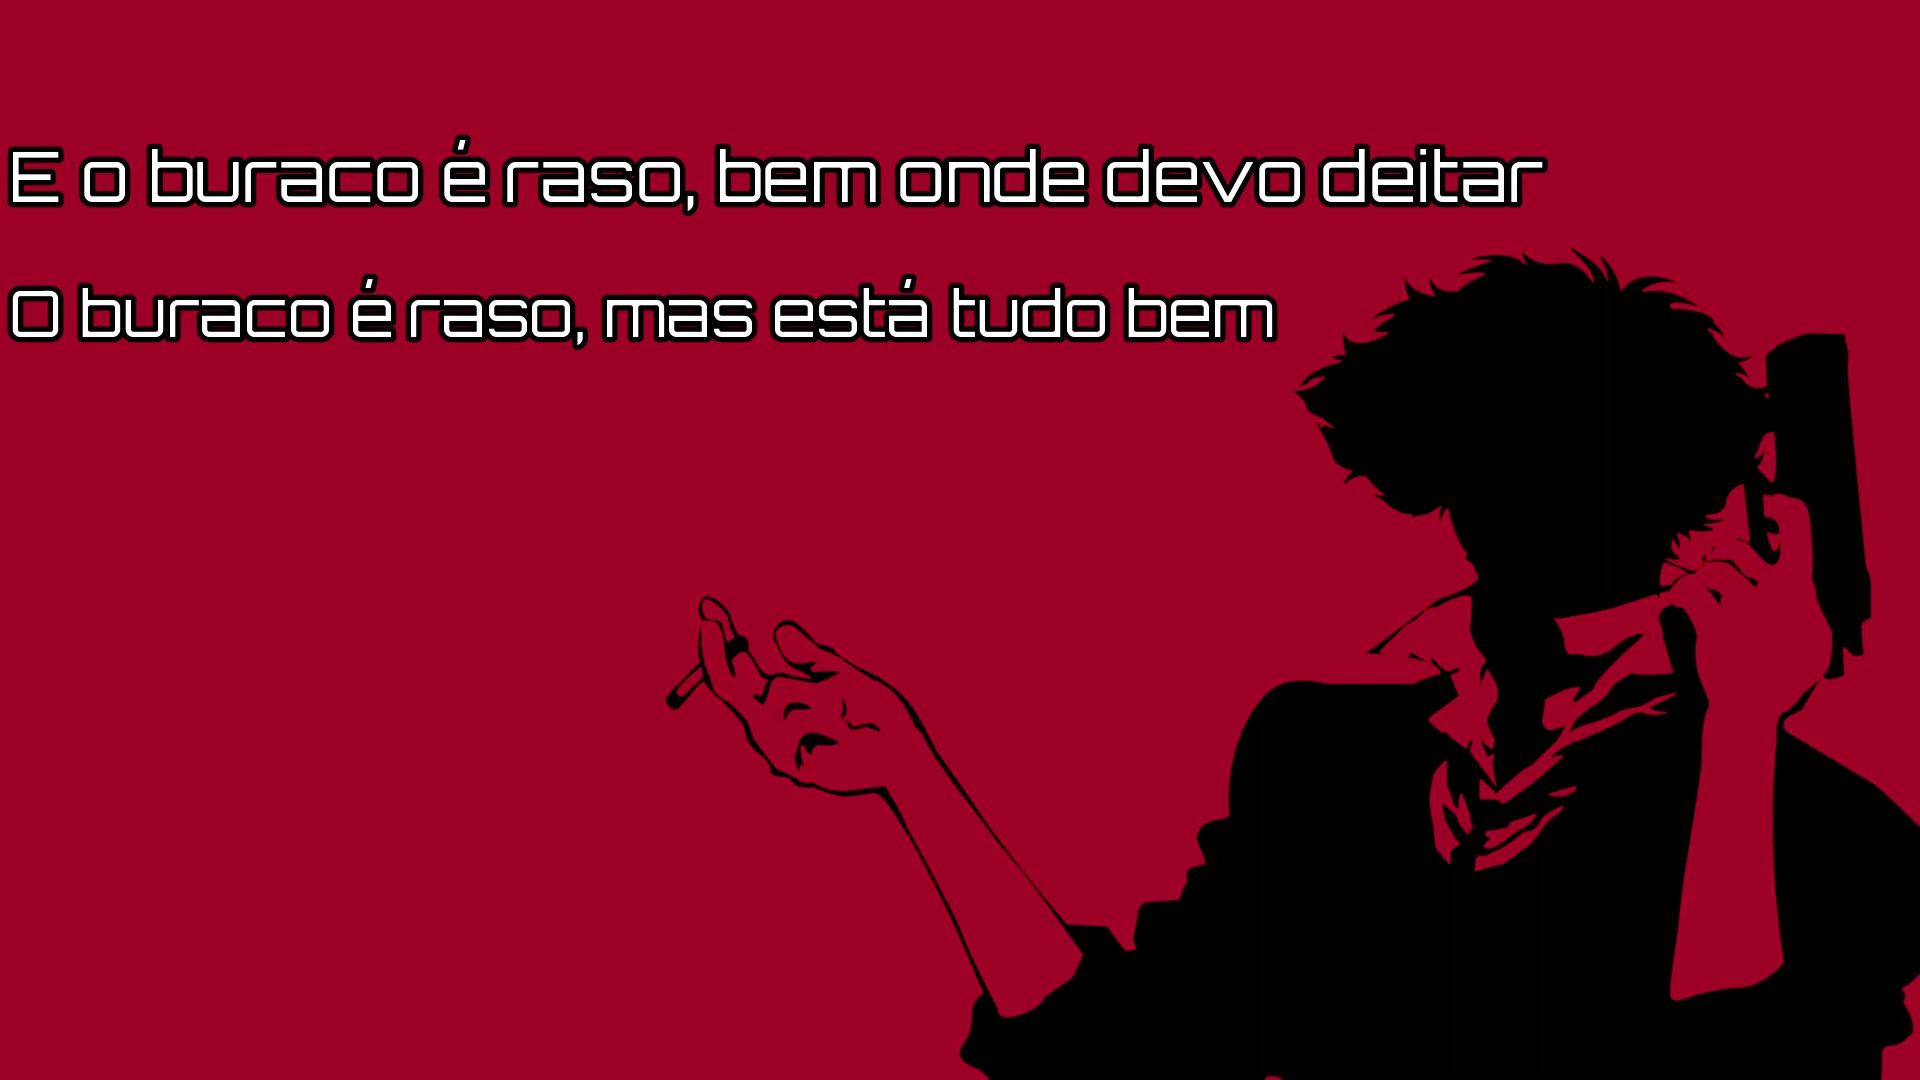 E o buraco é raso, bem onde devo deitar
O buraco é raso, mas está tudo bem